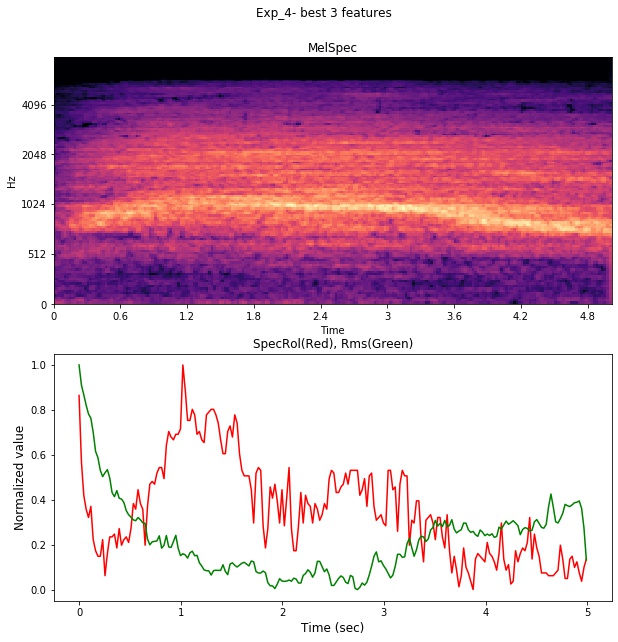 Exp_4- best 3 features
MelSpec
4096
2048
1024
512
0
Hz
0 0.6 1.2 1.8 2.4 3 3.6 4.2 4.8
Time
SpecRol(Red), Rms(Green)
1.0
0.8
0.6
0.4
0.2
0.0
Normalized value
0 1 2 3 4 5
Time (sec)